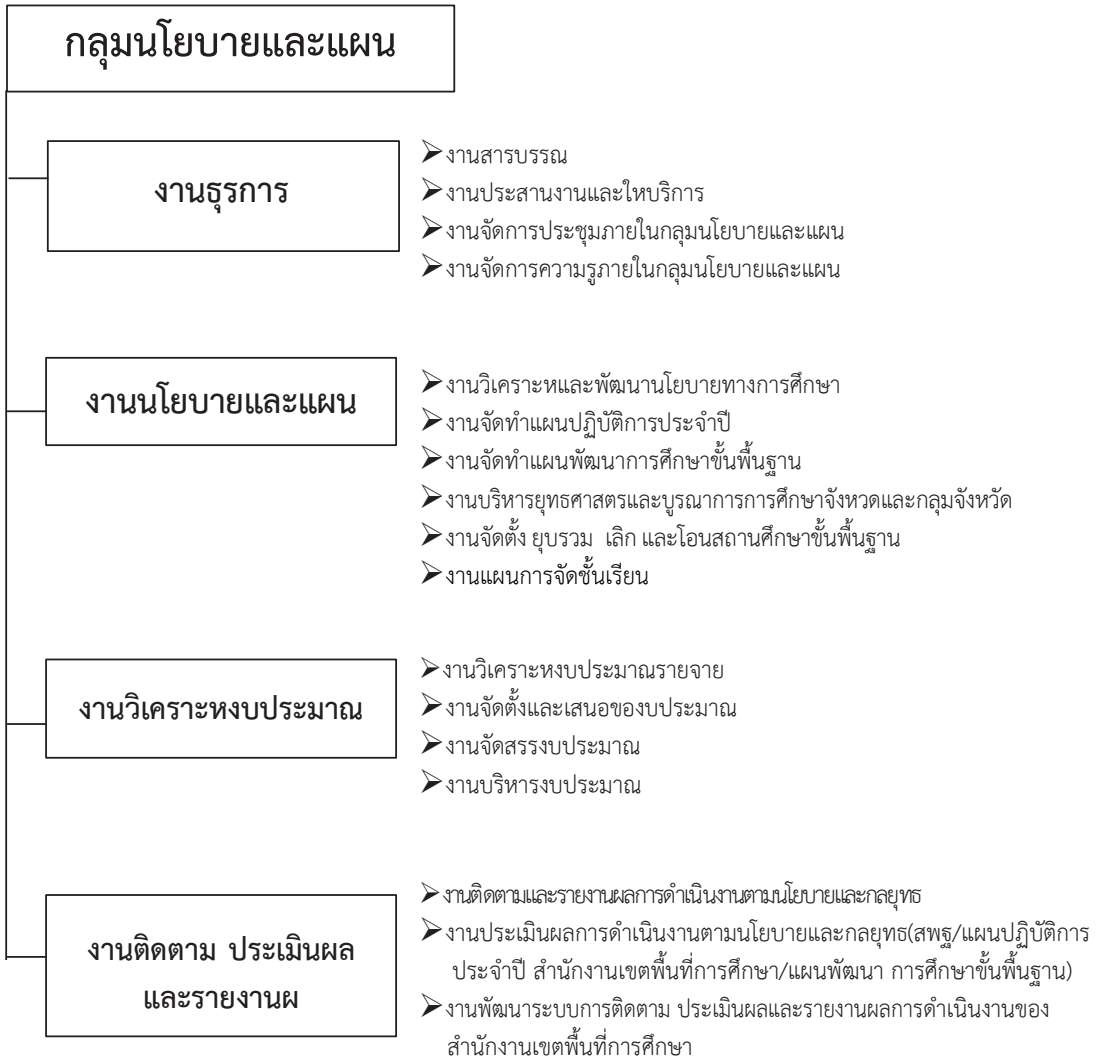 กลุมนโยบายและแผน
งานธุรการ
➢งานสารบรรณ
➢งานประสานงานและใหบริการ
➢งานจัดการประชุมภายในกลุมนโยบายและแผน
➢งานจัดการความรูภายในกลุมนโยบายและแผน
งานนโยบายและแผน
➢งานวิเคราะหและพัฒนานโยบายทางการศึกษา
➢งานจัดทำแผนปฏิบัติการประจำปี
➢งานจัดทำแผนพัฒนาการศึกษาขั้นพื้นฐาน
➢งานบริหารยุทธศาสตรและบูรณาการการศึกษาจังหวดและกลุมจังหวัด
➢งานจัดตั้ง ยุบรวม เลิก และโอนสถานศึกษาขั้นพื้นฐาน
➢งานแผนการจัดชั้นเรียน
งานวิเคราะหงบประมาณ
➢งานวิเคราะหงบประมาณรายจาย
➢งานจัดตั้งและเสนอของบประมาณ
➢งานจัดสรรงบประมาณ
➢งานบริหารงบประมาณ
งานติดตาม ประเมินผล
และรายงานผ
➢งานติดตามและรายงานผลการดำเนินงานตามนโยบายและกลยุทธ
➢งานประเมินผลการดำเนินงานตามนโยบายและกลยุทธ(สพฐ/แผนปฏิบัติการ
ประจำปี สำนักงานเขตพื้นที่การศึกษา/แผนพัฒนา การศึกษาขั้นพื้นฐาน)
➢งานพัฒนาระบบการติดตาม ประเมินผลและรายงานผลการดำเนินงานของ
สำนักงานเขตพื้นที่การศึกษา